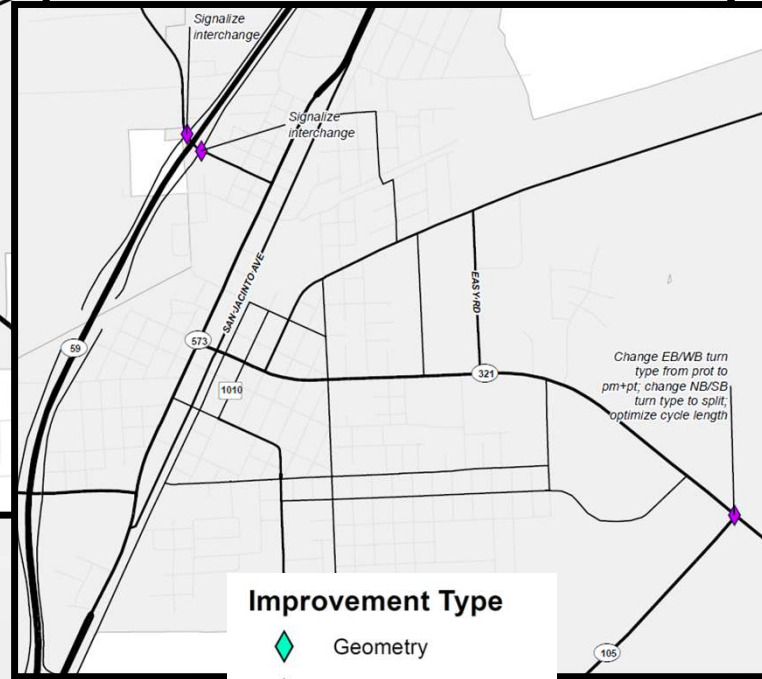 Signalize
interchange
Signalize
interchange
SAN JACINTO AVE
EASY RD
59
573
1010
321
Change EB/WB turn
type from prot to
pm+pt; change NB/SB
turn type to split;
optimize cycle length
105
Improvement Type
Geometry